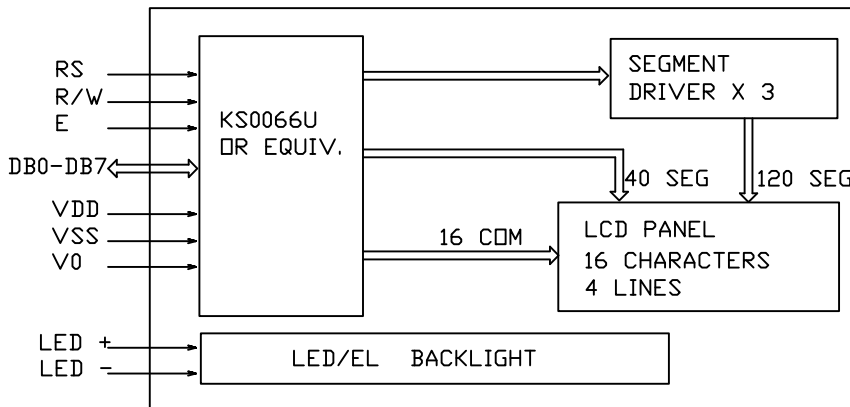 RS
R/W
E
DB0-DB7
VDD
VSS
V0
LED +
LED -
KS0066U
OR EQUIV.
SEGMENT
DRIVER X 3
40 SEG
120 SEG
16 COM
LCD PANEL
16 CHARACTERS
4 LINES
LED/EL BACKLIGHT